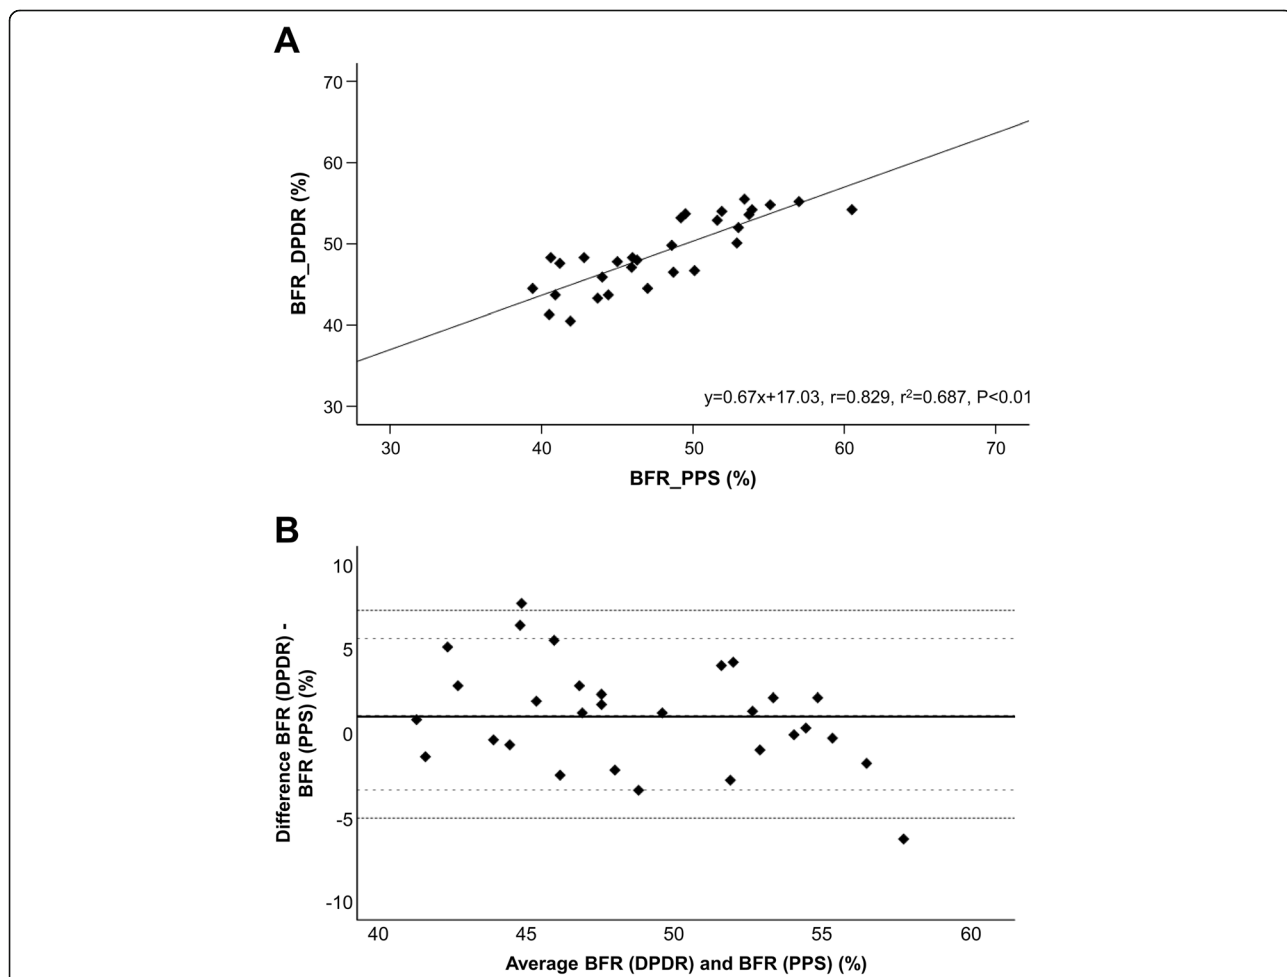 A
70
60
50
40
30
BFR_DPDR (%)
y=0.67x+17.03, r=0.829, r²=0.687, P<0.01
30 40 50 60 70
BFR_PPS (%)
B
10
5
0
-5
-10
Difference BFR (DPDR) -
BFR (PPS) (%)
40 45 50 55 60
Average BFR (DPDR) and BFR (PPS) (%)